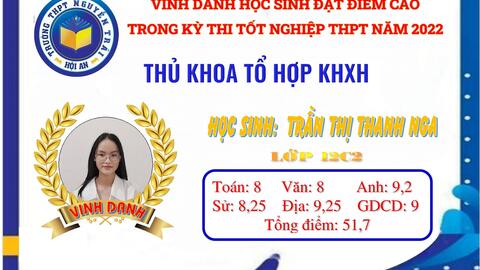 VINH DANH HỌC SINH ĐẠT ĐIỂM CAO
TRONG KỲ THI TỐT NGHIỆP THPT NĂM 2022
TRƯỜNG THPT NGUYỄN TRÃI
HỘI AN
THỦ KHOA TỔ HỢP KHXH
HỌC SINH: TRẦN THỊ THANH NGA
LỚP 12C2
Toán: 8 Văn: 8 Anh: 9,2
Sử: 8,25 Địa: 9,25 GDCD: 9
Tổng điểm: 51,7
VINH DANH